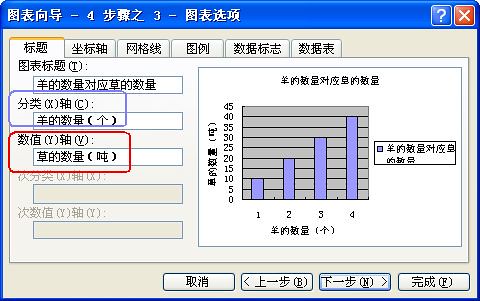 图表向导 - 4 步骤之 3 - 图表选项
标题 坐标轴 网格线 图例 数据标志 数据表
图表标题(T):
羊的数量对应草的数量
分类(X)轴(C):
羊的数量(个)
数值(Y)轴(V):
草的数量(吨)
次分类(X)轴(X):
次数值(Y)轴(Y):
羊的数量对应草的数量
草的数量(吨)
45
40
35
30
25
20
15
10
5
0
1 2 3 4
羊的数量(个)
羊的数量对应草
的数量
取消 < 上一步(B) 下一步(N) > 完成(F)